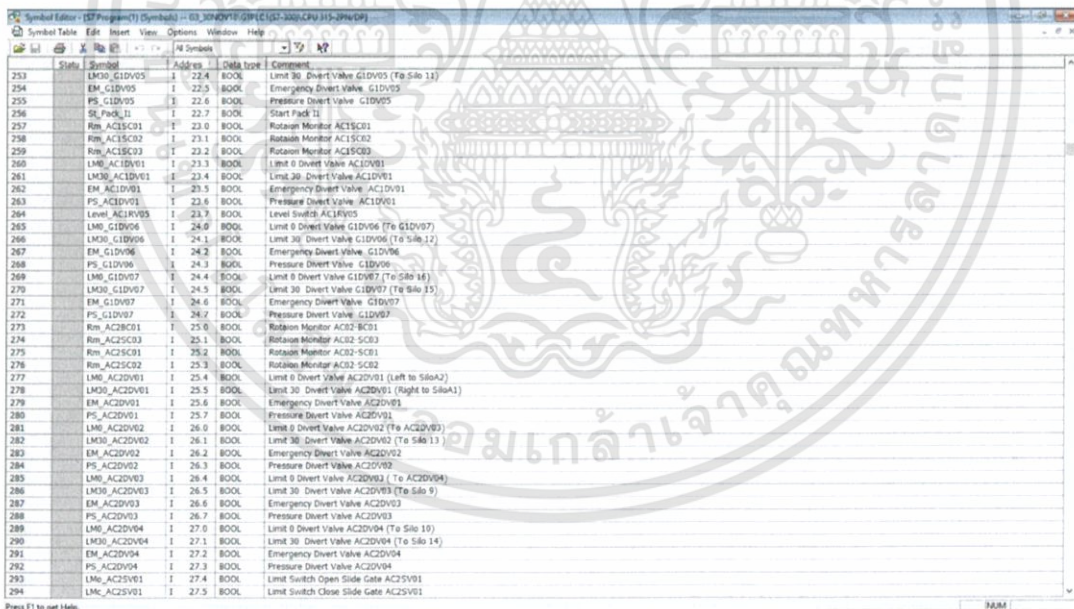 Symbol Editor - [S7 Program(1) (Symbols) -- G3_30NOV10\G3PLC1(S7-300)\CPU 315-2PN/DP]
Symbol Table Edit Insert View Options Window Help
All Symbols
Statu Symbol Addres Data type Comment
253 LM30_G1DV05 I 22.4 BOOL Limit 30 Divert Valve G1DV05 (To Silo 11)
254 EM_G1DV05 I 22.5 BOOL Emergency Divert Valve G1DV05
255 PS_G1DV05 I 22.6 BOOL Pressure Divert Valve G1DV05
256 St_Pack_I1 I 22.7 BOOL Start Pack I1
257 Rm_AC1SC01 I 23.0 BOOL Rotaion Monitor AC1SC01
258 Rm_AC1SC02 I 23.1 BOOL Rotaion Monitor AC1SC02
259 Rm_AC1SC03 I 23.2 BOOL Rotaion Monitor AC1SC03
260 LM0_AC1DV01 I 23.3 BOOL Limit 0 Divert Valve AC1DV01
261 LM30_AC1DV01 I 23.4 BOOL Limit 30 Divert Valve AC1DV01
262 EM_AC1DV01 I 23.5 BOOL Emergency Divert Valve AC1DV01
263 PS_AC1DV01 I 23.6 BOOL Pressure Divert Valve AC1DV01
264 Level_AC1RV05 I 23.7 BOOL Level Switch AC1RV05
265 LM0_G1DV06 I 24.0 BOOL Limit 0 Divert Valve G1DV06 (To G1DV07)
266 LM30_G1DV06 I 24.1 BOOL Limit 30 Divert Valve G1DV06 (To Silo 12)
267 EM_G1DV06 I 24.2 BOOL Emergency Divert Valve G1DV06
268 PS_G1DV06 I 24.3 BOOL Pressure Divert Valve G1DV06
269 LM0_G1DV07 I 24.4 BOOL Limit 0 Divert Valve G1DV07 (To Silo 16)
270 LM30_G1DV07 I 24.5 BOOL Limit 30 Divert Valve G1DV07 (To Silo 15)
271 EM_G1DV07 I 24.6 BOOL Emergency Divert Valve G1DV07
272 PS_G1DV07 I 24.7 BOOL Pressure Divert Valve G1DV07
273 Rm_AC2BC01 I 25.0 BOOL Rotaion Monitor AC02-BC01
274 Rm_AC2SC03 I 25.1 BOOL Rotaion Monitor AC02-SC03
275 Rm_AC2SC01 I 25.2 BOOL Rotaion Monitor AC02-SC01
276 Rm_AC2SC02 I 25.3 BOOL Rotaion Monitor AC02-SC02
277 LM0_AC2DV01 I 25.4 BOOL Limit 0 Divert Valve AC2DV01 (Left to SiloA2)
278 LM30_AC2DV01 I 25.5 BOOL Limit 30 Divert Valve AC2DV01 (Right to SiloA1)
279 EM_AC2DV01 I 25.6 BOOL Emergency Divert Valve AC2DV01
280 PS_AC2DV01 I 25.7 BOOL Pressure Divert Valve AC2DV01
281 LM0_AC2DV02 I 26.0 BOOL Limit 0 Divert Valve AC2DV02 (To AC2DV03)
282 LM30_AC2DV02 I 26.1 BOOL Limit 30 Divert Valve AC2DV02 (To Silo 13 )
283 EM_AC2DV02 I 26.2 BOOL Emergency Divert Valve AC2DV02
284 PS_AC2DV02 I 26.3 BOOL Pressure Divert Valve AC2DV02
285 LM0_AC2DV03 I 26.4 BOOL Limit 0 Divert Valve AC2DV03 ( To AC2DV04)
286 LM30_AC2DV03 I 26.5 BOOL Limit 30 Divert Valve AC2DV03 (To Silo 9)
287 EM_AC2DV03 I 26.6 BOOL Emergency Divert Valve AC2DV03
288 PS_AC2DV03 I 26.7 BOOL Pressure Divert Valve AC2DV03
289 LM0_AC2DV04 I 27.0 BOOL Limit 0 Divert Valve AC2DV04 (To Silo 10)
290 LM30_AC2DV04 I 27.1 BOOL Limit 30 Divert Valve AC2DV04 (To Silo 14)
291 EM_AC2DV04 I 27.2 BOOL Emergency Divert Valve AC2DV04
292 PS_AC2DV04 I 27.3 BOOL Pressure Divert Valve AC2DV04
293 LMo_AC2SV01 I 27.4 BOOL Limit Switch Open Slide Gate AC2SV01
294 LMc_AC2SV01 I 27.5 BOOL Limit Switch Close Slide Gate AC2SV01
Press F1 to get Help. NUM